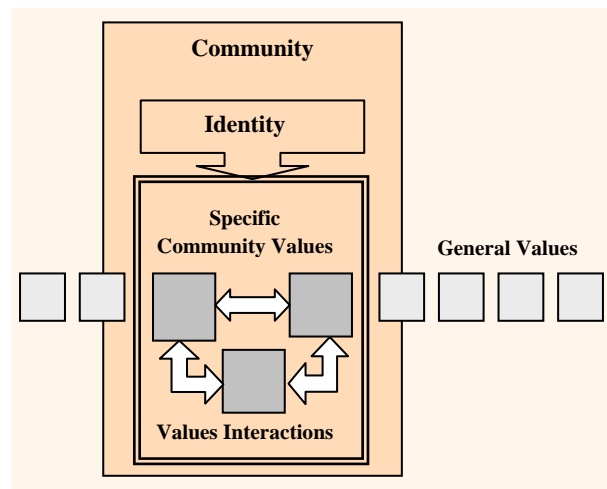 Community
Identity
Specific
Community Values
General Values
Values Interactions